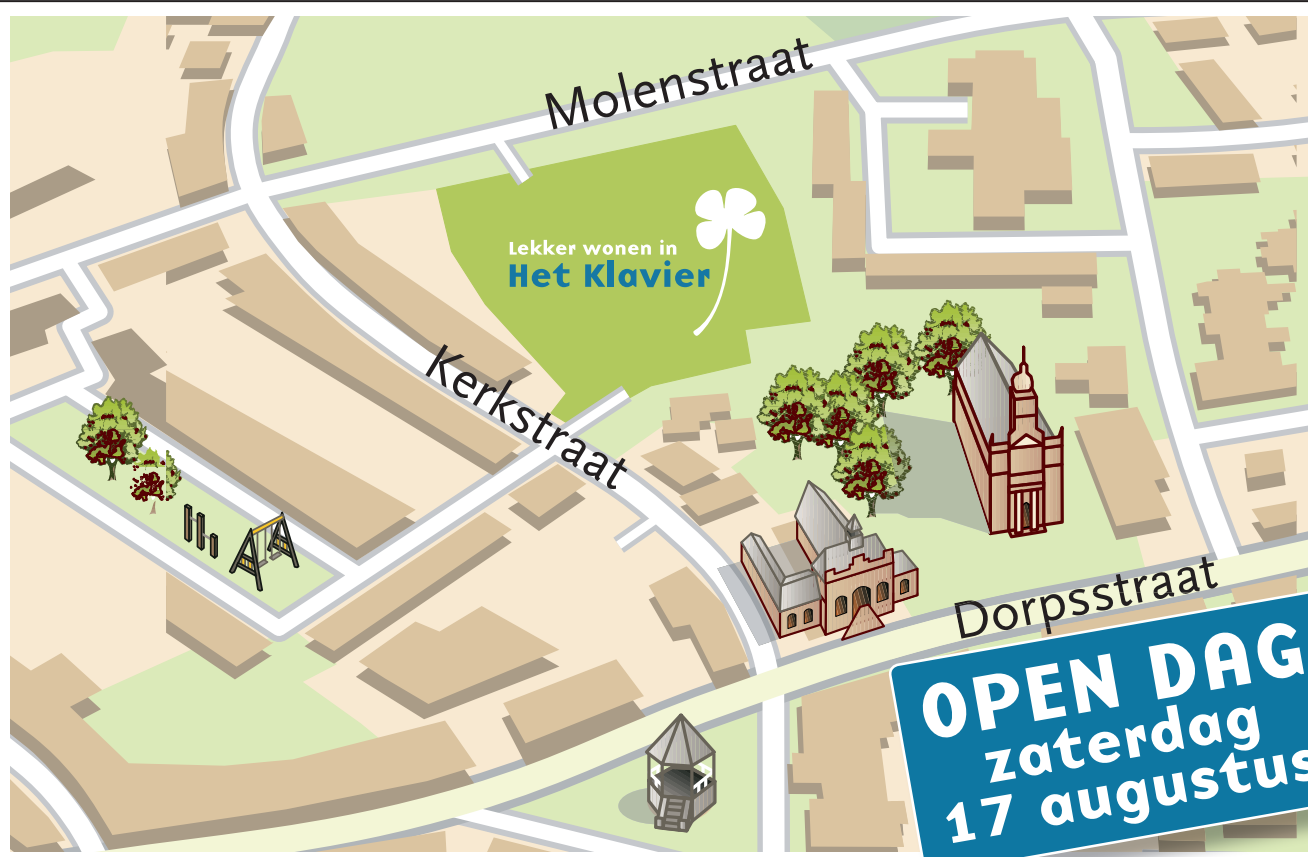 Molenstraat
Lekker wonen in
Het Klavier
Kerkstraat
Dorpsstraat
OPEN DAG
zaterdag
17 augustus